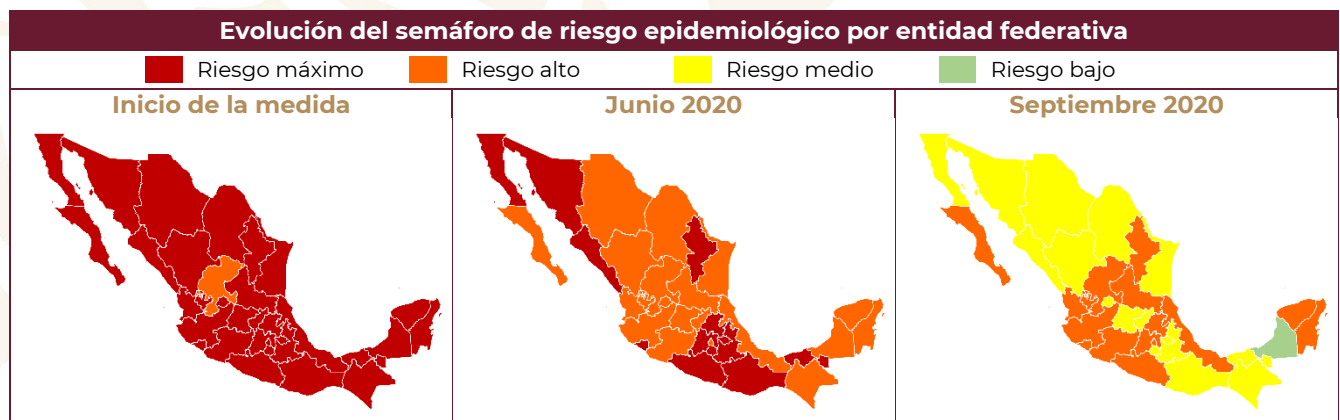 Evolución del semáforo de riesgo epidemiológico por entidad federativa
Riesgo máximo
Riesgo alto
Riesgo medio
Riesgo bajo
Inicio de la medida
Junio 2020
Septiembre 2020